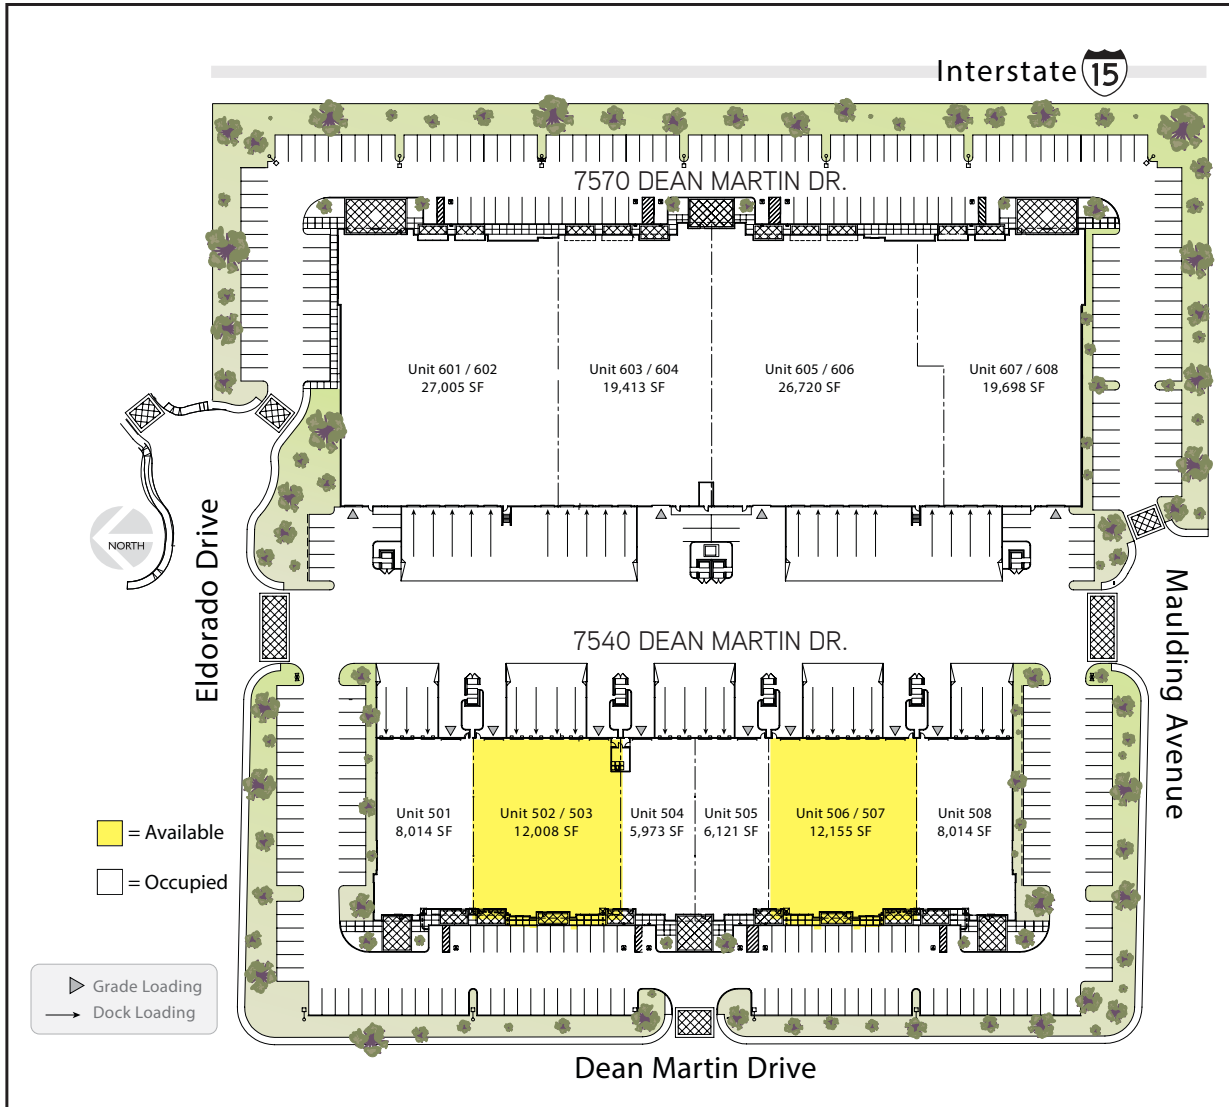 Interstate 15
7570 DEAN MARTIN DR.
Unit 601 / 602
27,005 SF
Unit 603 / 604
19,413 SF
Unit 605 / 606
26,720 SF
Unit 607 / 608
19,698 SF
NORTH
Eldorado Drive
Maulding Avenue
7540 DEAN MARTIN DR.
Unit 501
8,014 SF
Unit 502 / 503
12,008 SF
Unit 504
5,973 SF
Unit 505
6,121 SF
Unit 506 / 507
12,155 SF
Unit 508
8,014 SF
= Available
= Occupied
Grade Loading
Dock Loading
Dean Martin Drive